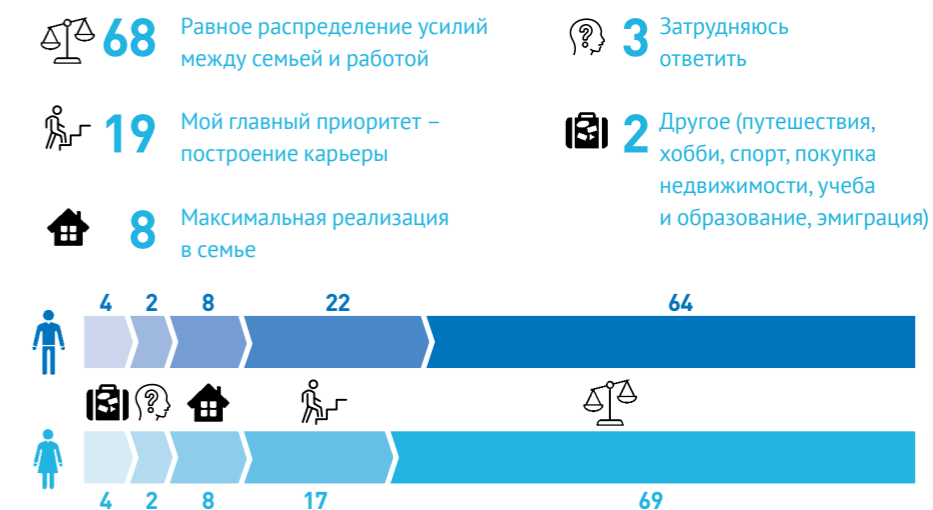 68 Равное распределение усилий
между семьей и работой
19 Мой главный приоритет –
построение карьеры
8 Максимальная реализация
в семье
3 Затрудняюсь
ответить
2 Другое (путешествия,
хобби, спорт, покупка
недвижимости, учеба
и образование, эмиграция)
4 2 8 22 64
4 2 8 17 69